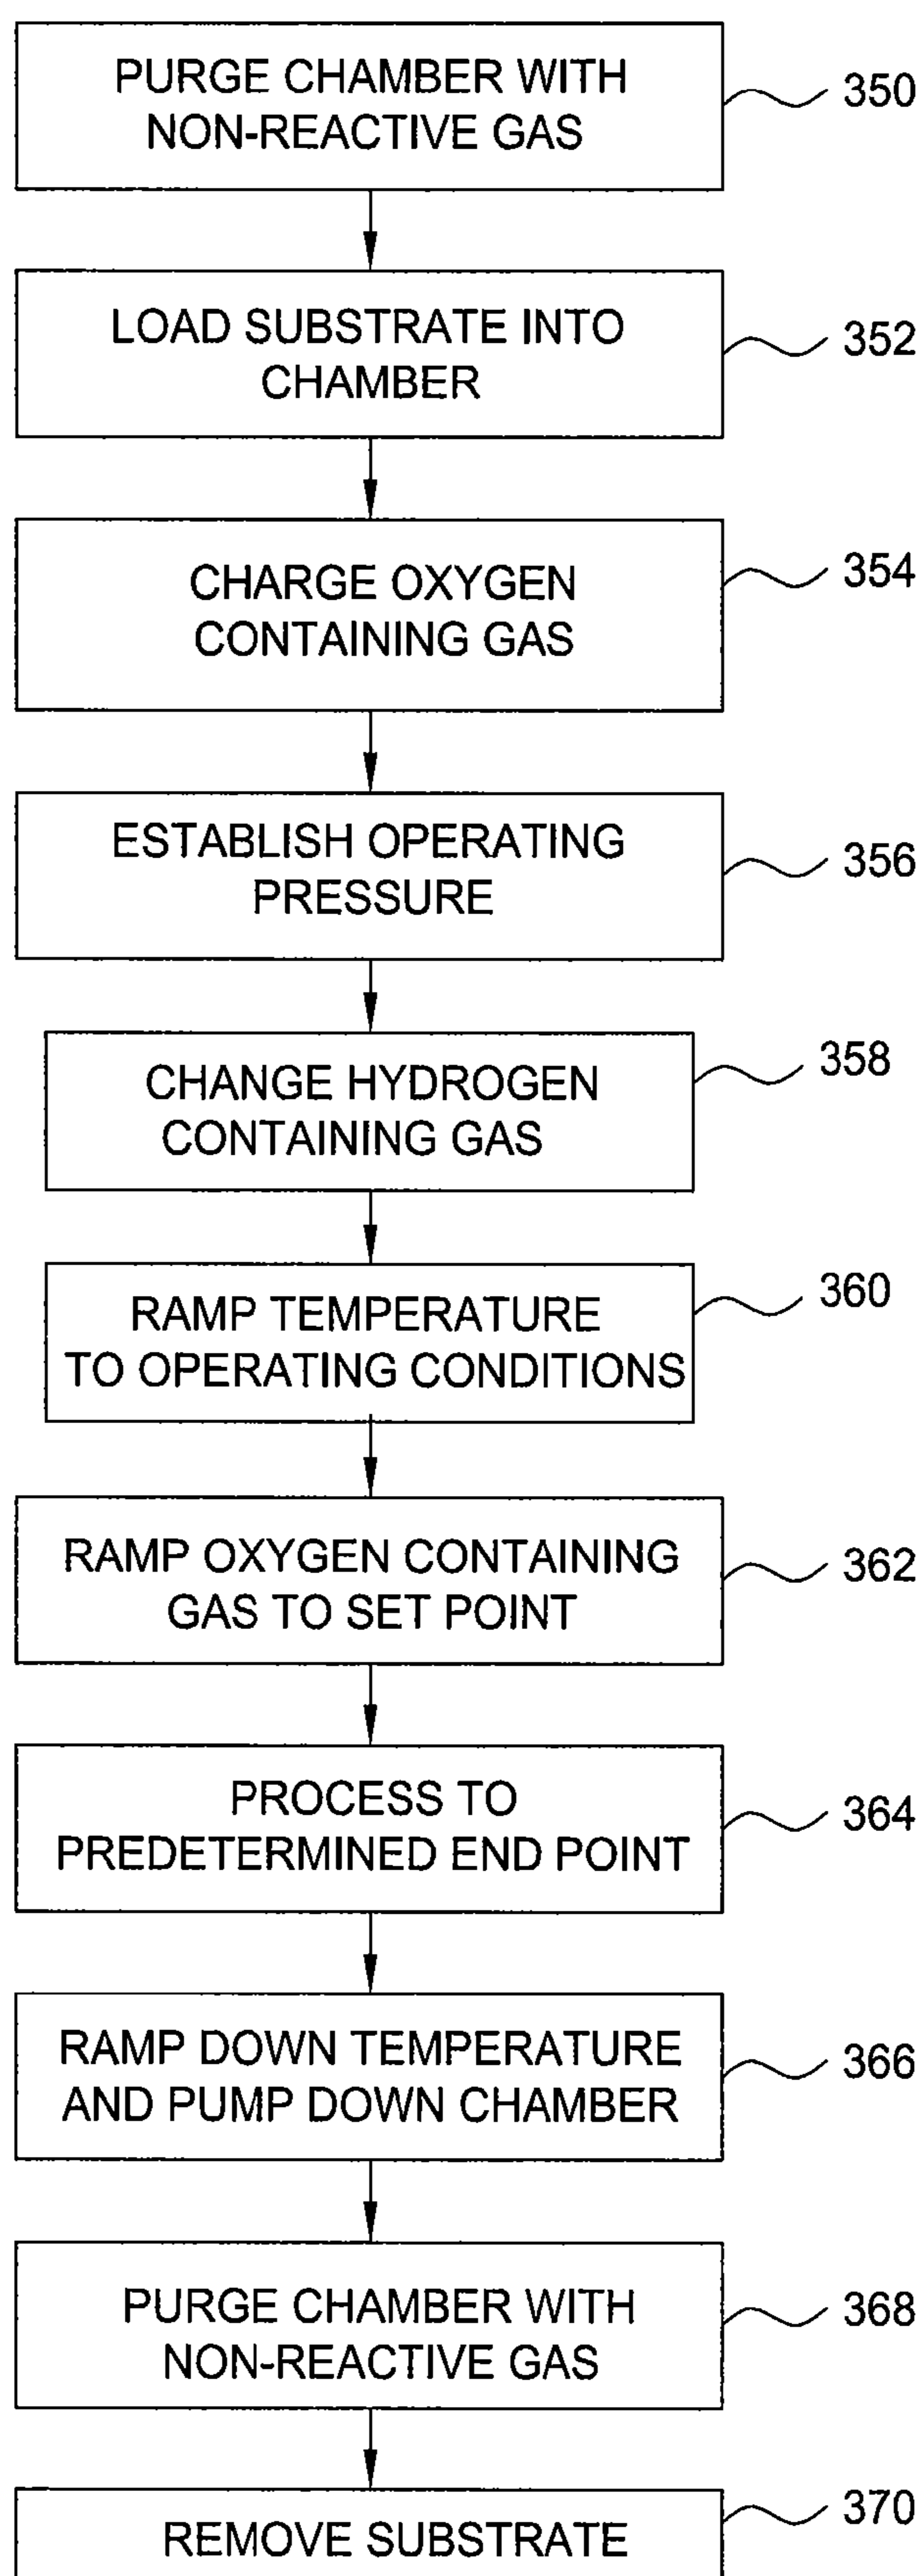 PURGE CHAMBER WITH
NON-REACTIVE GAS
350
LOAD SUBSTRATE INTO
CHAMBER
352
CHARGE OXYGEN
CONTAINING GAS
354
ESTABLISH OPERATING
PRESSURE
356
CHANGE HYDROGEN
CONTAINING GAS
358
RAMP TEMPERATURE
TO OPERATING CONDITIONS
360
RAMP OXYGEN CONTAINING
GAS TO SET POINT
362
PROCESS TO
PREDETERMINED END POINT
364
RAMP DOWN TEMPERATURE
AND PUMP DOWN CHAMBER
366
PURGE CHAMBER WITH
NON-REACTIVE GAS
368
REMOVE SUBSTRATE
370